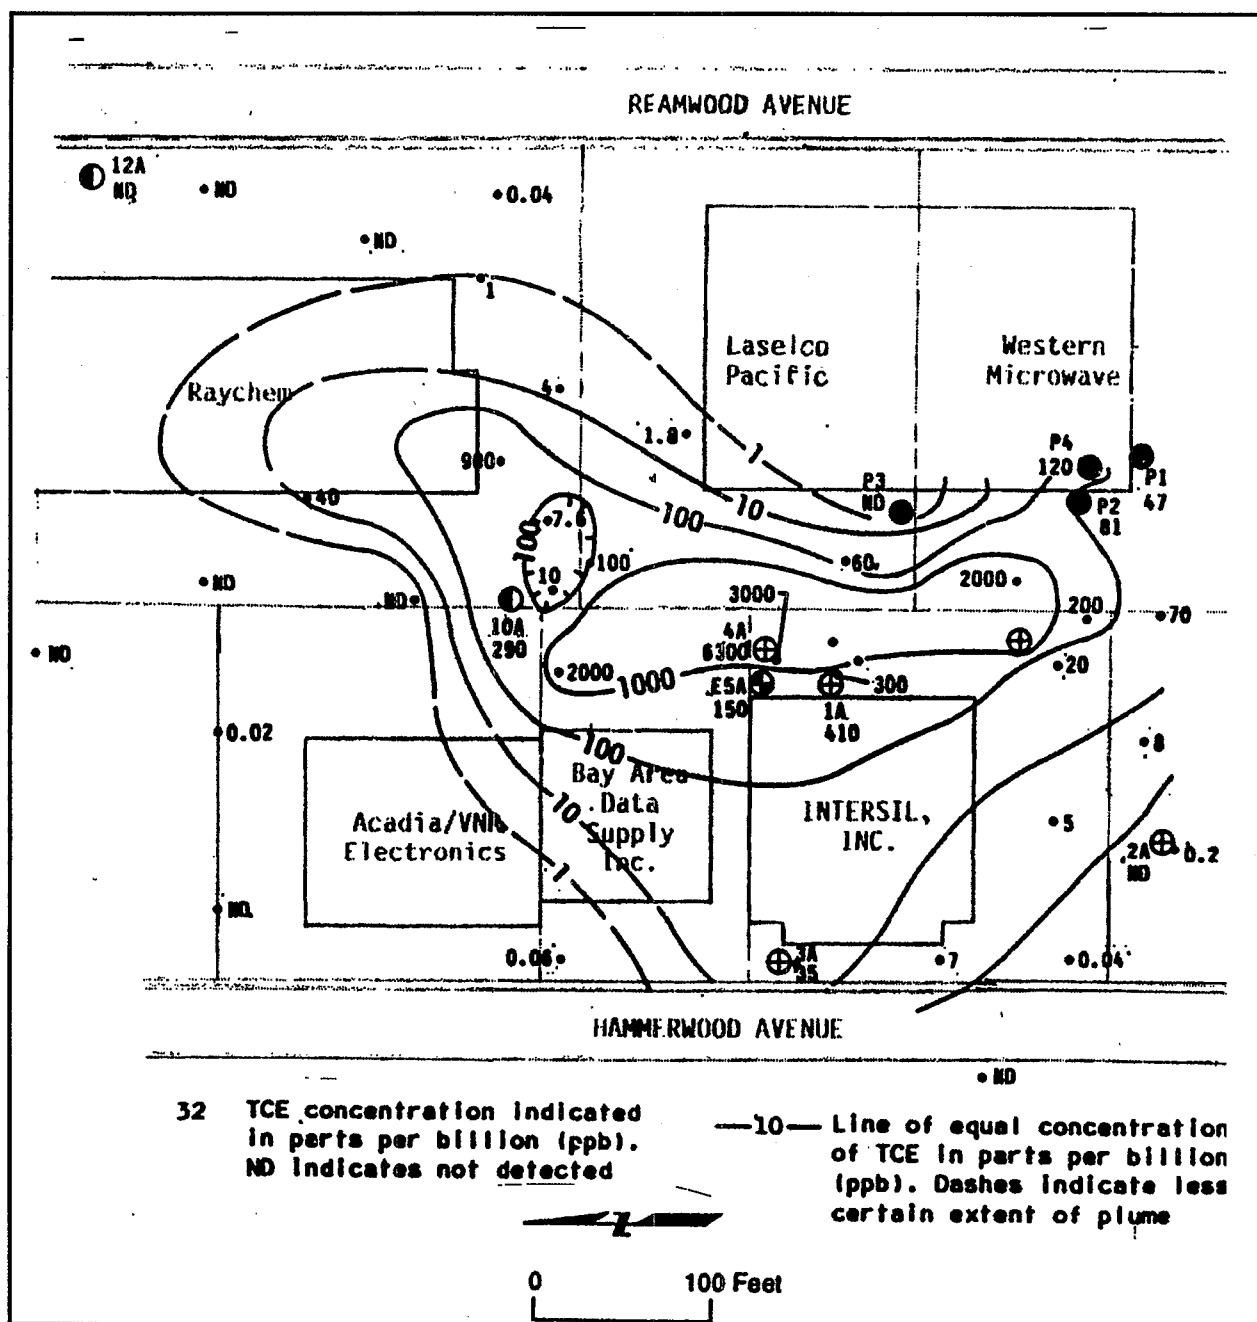 REAMWOOD AVENUE
12A
ND
ND
0.04
ND
1
Laselco
Pacific
Western
Microwave
Raychem
4
1.8
1
P4
120
P1
47
980
P3
ND
10
P2
81
40
7.6
100
100
60
100
2000
ND
10
3000
ND
200
70
10A
290
4A
6300
ND
2000
1000
20
E5A
150
300
1A
410
0.02
100
8
Bay Area
Data
Supply
Inc.
10
Acadia/VNR
Electronics
INTERSIL,
INC.
5
2A
ND
0.2
1
ND
0.06
3A
35
7
0.04
HAMMERWOOD AVENUE
ND
32 TCE concentration indicated
in parts per billion (ppb).
ND indicates not detected
10 Line of equal concentration
of TCE in parts per billion
(ppb). Dashes indicate less
certain extent of plume
Z
0 100 Feet